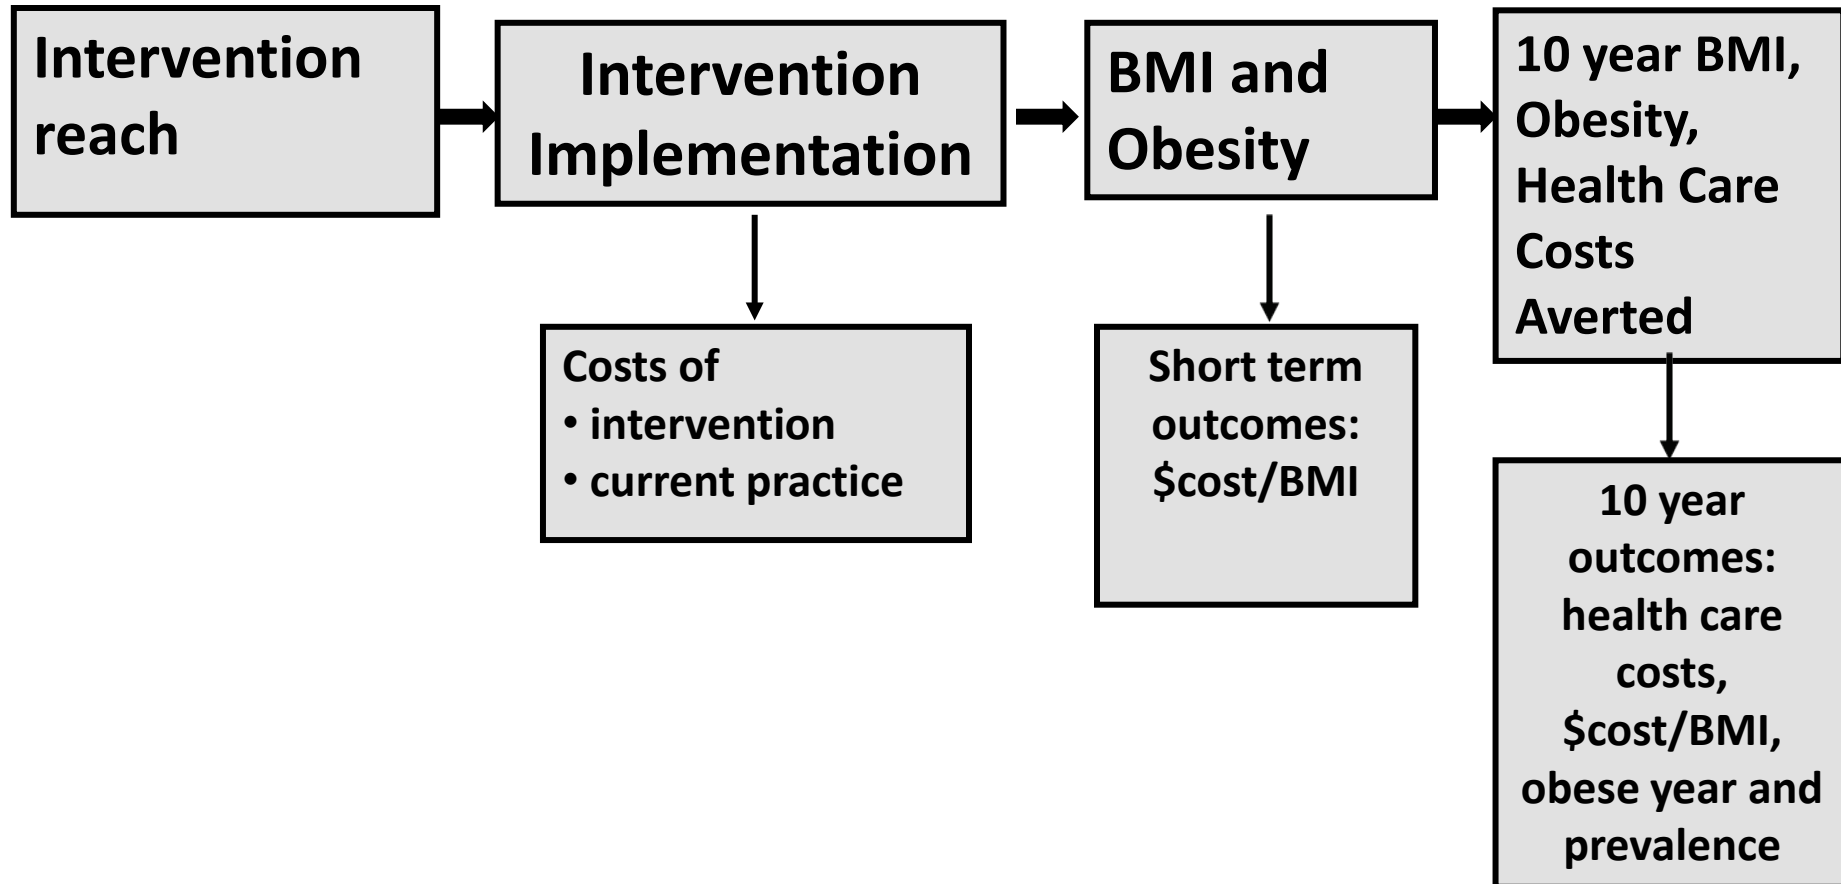 Intervention
reach
Intervention
Implementation
BMI and
Obesity
10 year BMI,
Obesity,
Health Care
Costs
Averted
Costs of
• intervention
• current practice
Short term
outcomes:
$cost/BMI
10 year
outcomes:
health care
costs,
$cost/BMI,
obese year and
prevalence